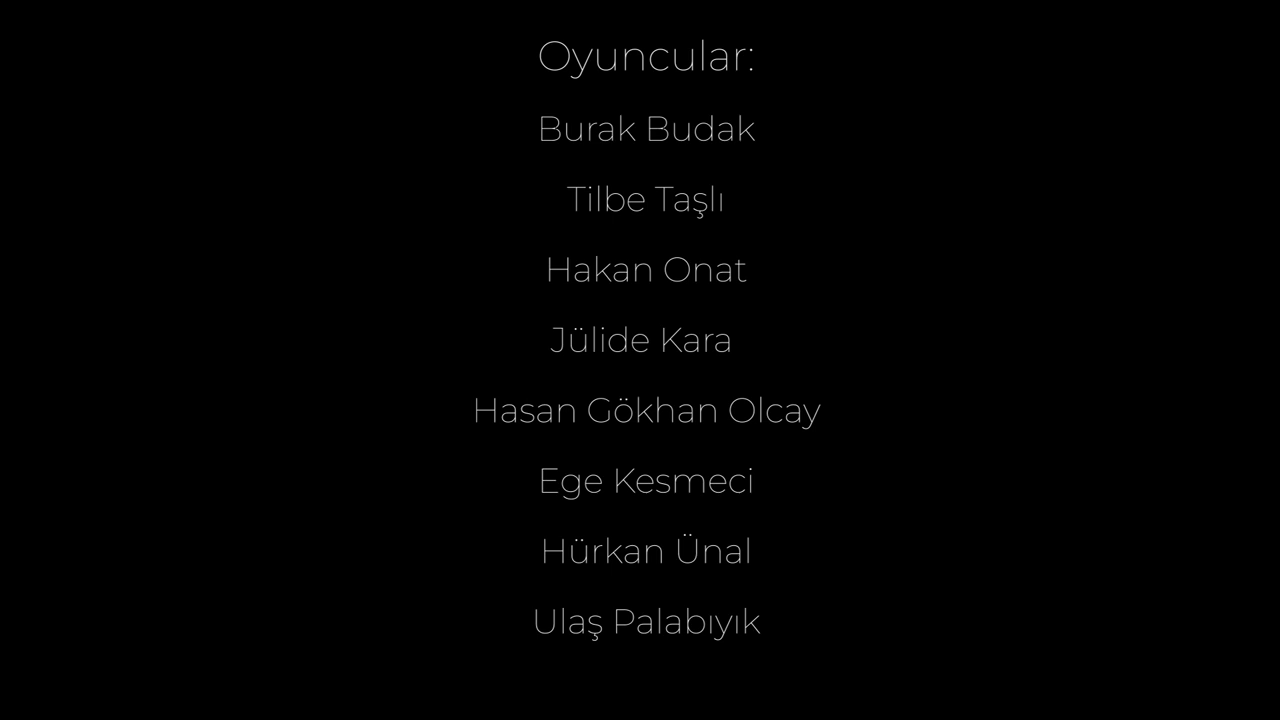 Oyuncular:
Burak Budak
Tilbe Taşlı
Hakan Onat
Jülide Kara
Hasan Gökhan Olcay
Ege Kesmeci
Hürkan Ünal
Ulaş Palabıyık